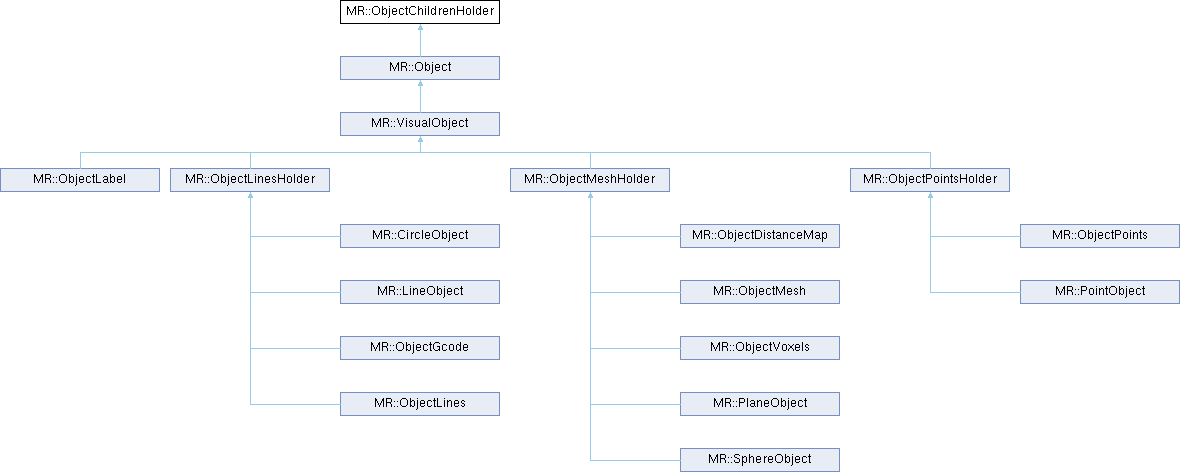 MR::ObjectChildrenHolder
MR::Object
MR::VisualObject
MR::ObjectLabel
MR::ObjectLinesHolder
MR::ObjectMeshHolder
MR::ObjectPointsHolder
MR::CircleObject
MR::ObjectDistanceMap
MR::ObjectPoints
MR::LineObject
MR::ObjectMesh
MR::PointObject
MR::ObjectGcode
MR::ObjectVoxels
MR::ObjectLines
MR::PlaneObject
MR::SphereObject